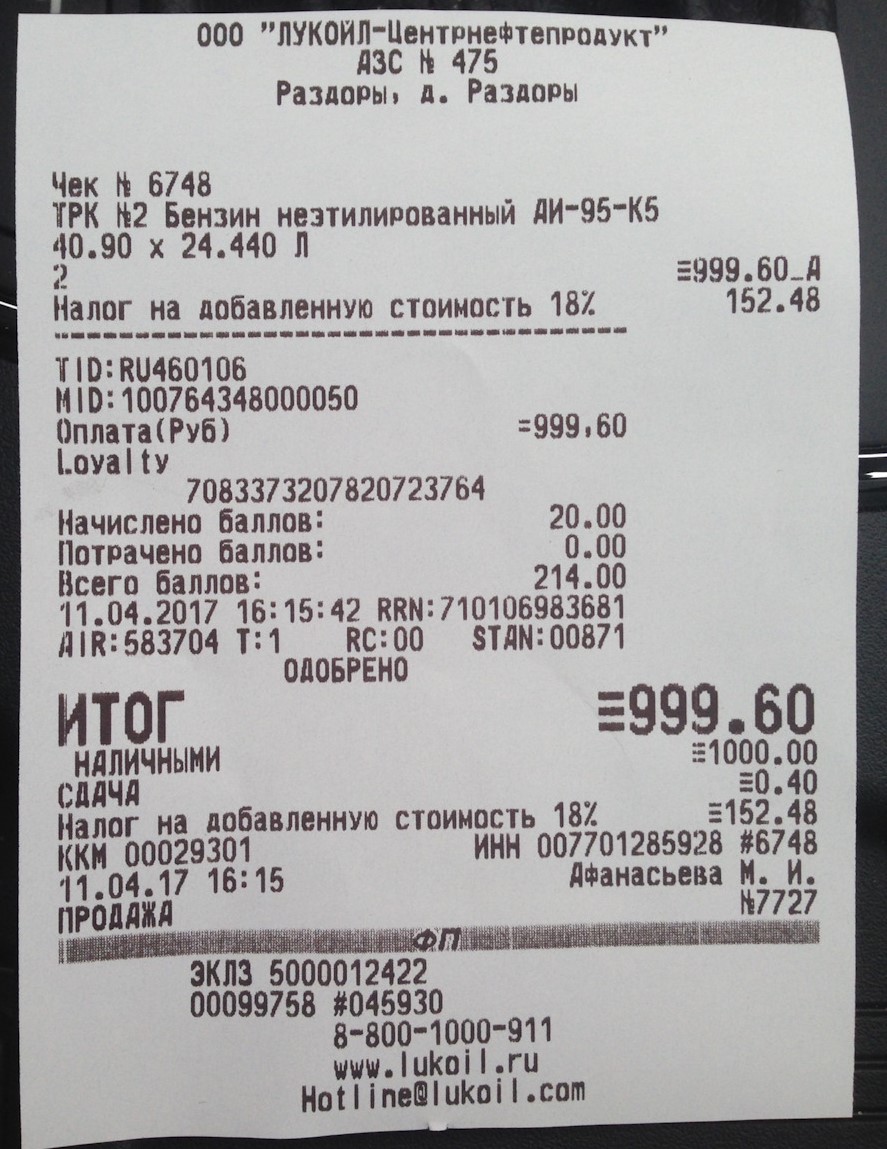 ООО "ЛУКОЙЛ-Центрнефтепродукт"
АЗС № 475
Раздоры, д. Раздоры
Чек № 6748
ТРК №2 Бензин неэтилированный АИ-95-К5
40.90 x 24.440 Л
2 ≡999.60_А
Налог на добавленную стоимость 18% 152.48
--------------------------------------
TID:RU460106
MID:100764348000050
Оплата(Руб) =999,60
Loyalty
7083373207820723764
Начислено баллов: 20.00
Потрачено баллов: 0.00
Всего баллов: 214.00
11.04.2017 16:15:42 RRN:710106983681
AIR:583704 T:1 RC:00 STAN:00871
ОДОБРЕНО
ИТОГ ≡999.60
НАЛИЧНЫМИ ≡1000.00
СДАЧА ≡0.40
Налог на добавленную стоимость 18% ≡152.48
ККМ 00029301 ИНН 007701285928 #6748
11.04.17 16:15 Афанасьева М. И.
ПРОДАЖА №7727
ФП
ЭКЛЗ 5000012422
00099758 #045930
8-800-1000-911
www.lukoil.ru
Hotline@lukoil.com